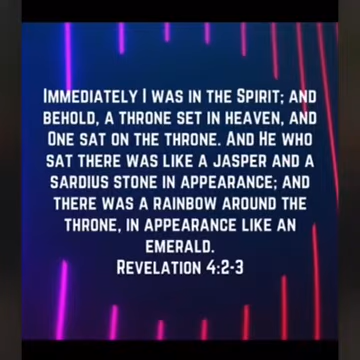 Immediately I was in the Spirit; and
behold, a throne set in heaven, and
One sat on the throne. And He who
sat there was like a jasper and a
sardius stone in appearance; and
there was a rainbow around the
throne, in appearance like an
emerald.
Revelation 4:2-3